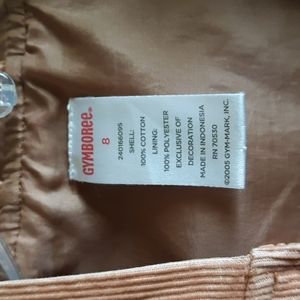 GYMBOREE®
8
240166095
SHELL:
100% COTTON
LINING:
100% POLYESTER
EXCLUSIVE OF
DECORATION
MADE IN INDONESIA
RN 70530
©2005 GYM-MARK, INC.